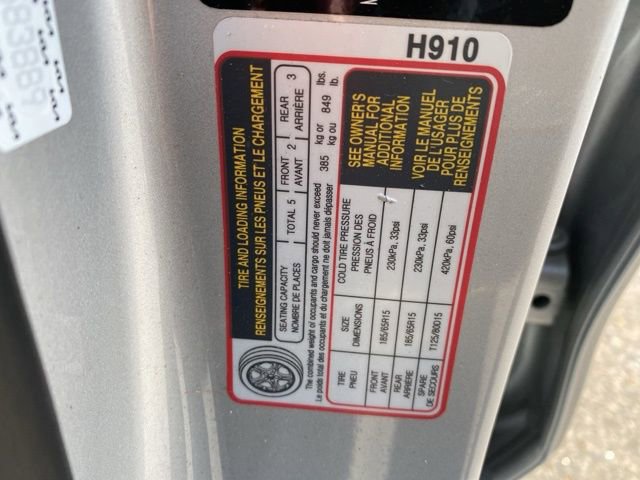 H910
TIRE AND LOADING INFORMATION
RENSEIGNEMENTS SUR LES PNEUS ET LE CHARGEMENT
SEATING CAPACITY
NOMBRE DE PLACES
TOTAL 5
FRONT 2
AVANT
REAR 3
ARRIÈRE
The combined weight of occupants and cargo should never exceed 385 kg or 849 lbs.
Le poids total des occupants et du chargement ne doit jamais dépasser kg ou lb.
TIRE
PNEU
SIZE
DIMENSIONS
COLD TIRE PRESSURE
PRESSION DES
PNEUS À FROID
FRONT
AVANT
185/65R15
230kPa, 33psi
REAR
ARRIÈRE
185/65R15
230kPa, 33psi
SPARE
DE SECOURS
T125/80D15
420kPa, 60psi
SEE OWNER'S
MANUAL FOR
ADDITIONAL
INFORMATION
VOIR LE MANUEL
DE L'USAGER
POUR PLUS DE
RENSEIGNEMENTS